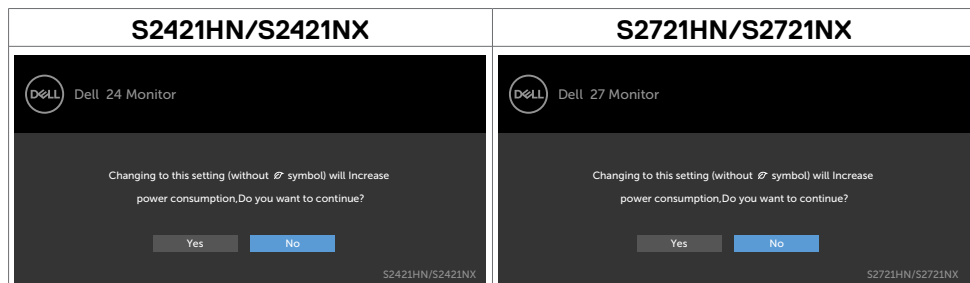 S2421HN/S2421NX
S2721HN/S2721NX
DELL Dell 24 Monitor
Changing to this setting (without symbol) will Increase
power consumption,Do you want to continue?
Yes No
S2421HN/S2421NX
DELL Dell 27 Monitor
Changing to this setting (without symbol) will Increase
power consumption,Do you want to continue?
Yes No
S2721HN/S2721NX